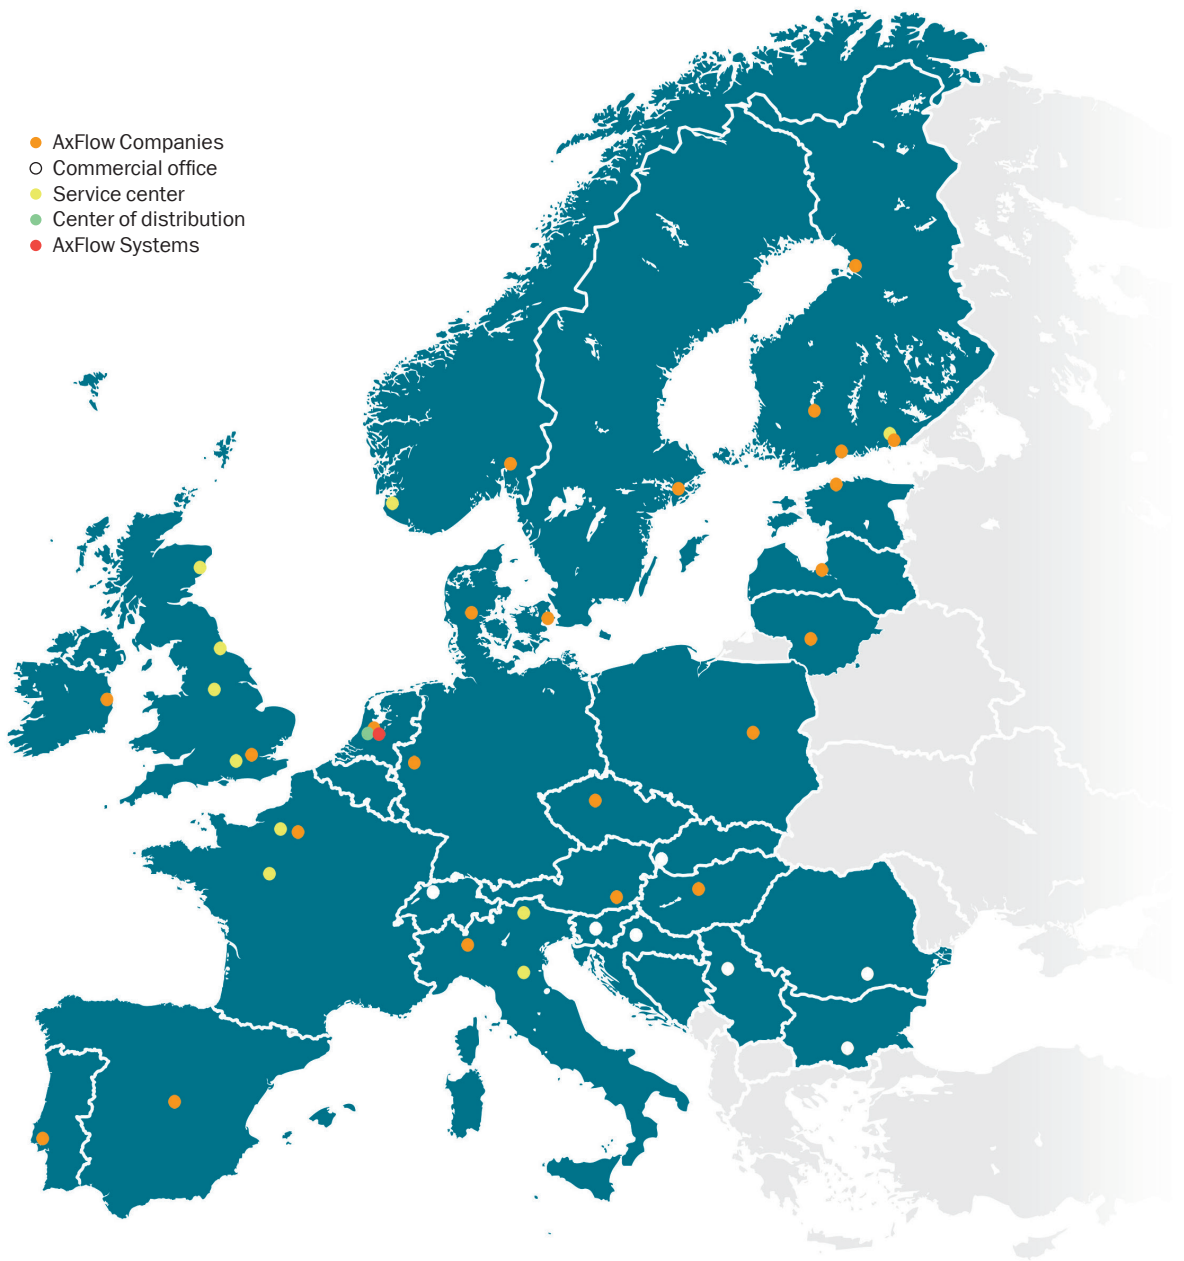 AxFlow Companies
Commercial office
Service center
Center of distribution
AxFlow Systems